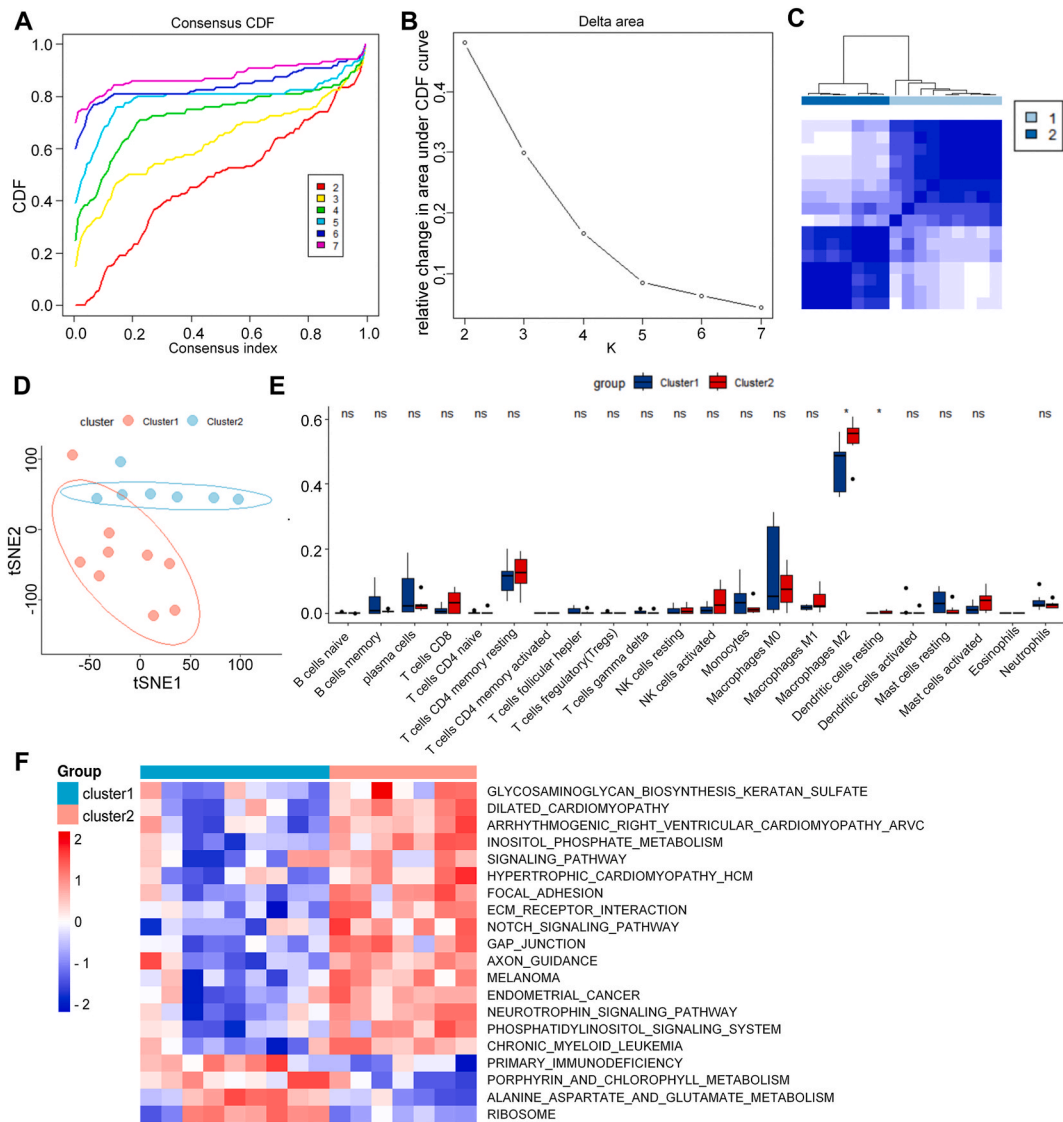 A
Consensus CDF
CDF
1.0
0.8
0.6
0.4
0.2
0.0
2
3
4
5
6
7
0.0 0.2 0.4 0.6 0.8 1.0
Consensus index
B
Delta area
relative change in area under CDF curve
0.4
0.3
0.2
0.1
2 3 4 5 6 7
K
C
1
2
D
cluster Cluster1 Cluster2
tSNE2
100
0
-100
-50 0 50 100
tSNE1
E
group Cluster1 Cluster2
ns ns ns ns ns ns ns ns ns ns ns ns ns ns * * ns ns ns
0.6
0.4
0.2
0.0
B cells naive
B cells memory
plasma cells
T cells CD8
T cells CD4 naive
T cells CD4 memory resting
T cells CD4 memory activated
T cells follicular hepler
T cells fregulatory(Tregs)
T cells gamma delta
NK cells resting
NK cells activated
Monocytes
Macrophages M0
Macrophages M1
Macrophages M2
Dendritic cells resting
Dendritic cells activated
Mast cells resting
Mast cells activated
Eosinophils
Neutrophils
ns
F
Group
cluster1
cluster2
2
1
0
- 1
- 2
GLYCOSAMINOGLYCAN_BIOSYNTHESIS_KERATAN_SULFATE
DILATED_CARDIOMYOPATHY
ARRHYTHMOGENIC_RIGHT_VENTRICULAR_CARDIOMYOPATHY_ARVC
INOSITOL_PHOSPHATE_METABOLISM
SIGNALING_PATHWAY
HYPERTROPHIC_CARDIOMYOPATHY_HCM
FOCAL_ADHESION
ECM_RECEPTOR_INTERACTION
NOTCH_SIGNALING_PATHWAY
GAP_JUNCTION
AXON_GUIDANCE
MELANOMA
ENDOMETRIAL_CANCER
NEUROTROPHIN_SIGNALING_PATHWAY
PHOSPHATIDYLINOSITOL_SIGNALING_SYSTEM
CHRONIC_MYELOID_LEUKEMIA
PRIMARY_IMMUNODEFICIENCY
PORPHYRIN_AND_CHLOROPHYLL_METABOLISM
ALANINE_ASPARTATE_AND_GLUTAMATE_METABOLISM
RIBOSOME